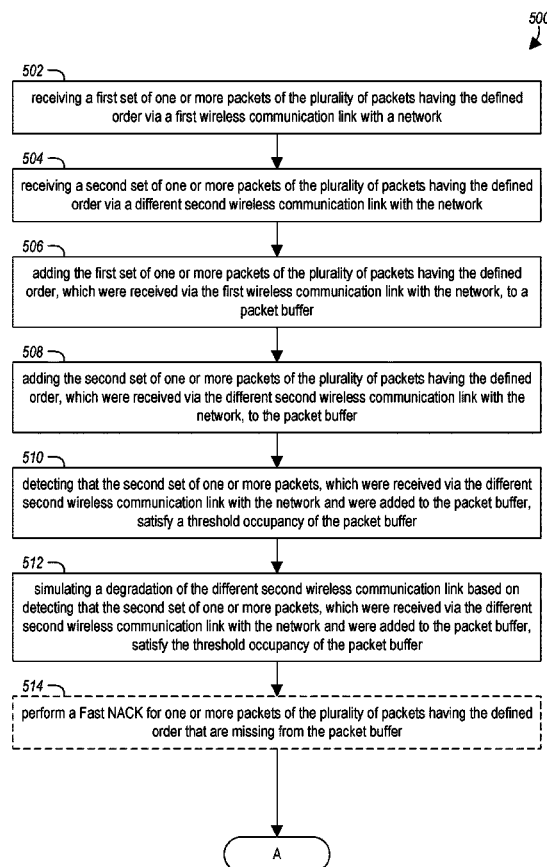 500
502
receiving a first set of one or more packets of the plurality of packets having the defined
order via a first wireless communication link with a network
504
receiving a second set of one or more packets of the plurality of packets having the defined
order via a different second wireless communication link with the network
506
adding the first set of one or more packets of the plurality of packets having the defined
order, which were received via the first wireless communication link with the network, to
a packet buffer
508
adding the second set of one or more packets of the plurality of packets having the defined
order, which were received via the different second wireless communication link with the
network, to the packet buffer
510
detecting that the second set of one or more packets, which were received via the different
second wireless communication link with the network and were added to the packet buffer,
satisfy a threshold occupancy of the packet buffer
512
simulating a degradation of the different second wireless communication link based on
detecting that the second set of one or more packets, which were received via the different
second wireless communication link with the network and were added to the packet buffer,
satisfy the threshold occupancy of the packet buffer
514
perform a Fast NACK for one or more packets of the plurality of packets having the defined
order that are missing from the packet buffer
A